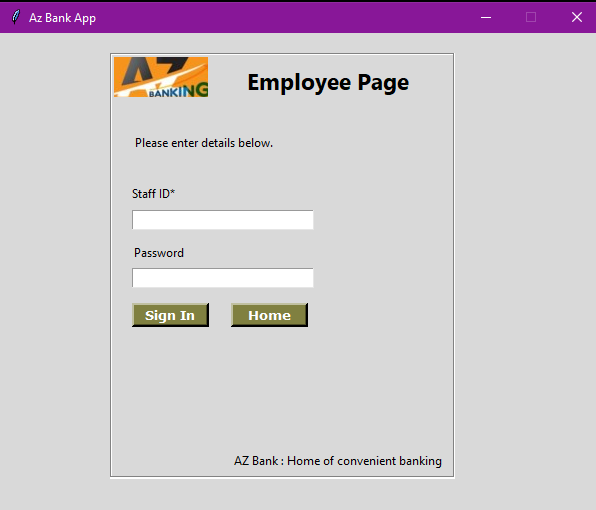 Az Bank App
AZ
BANKING
Employee Page
Please enter details below.
Staff ID*
Password
Sign In
Home
AZ Bank : Home of convenient banking